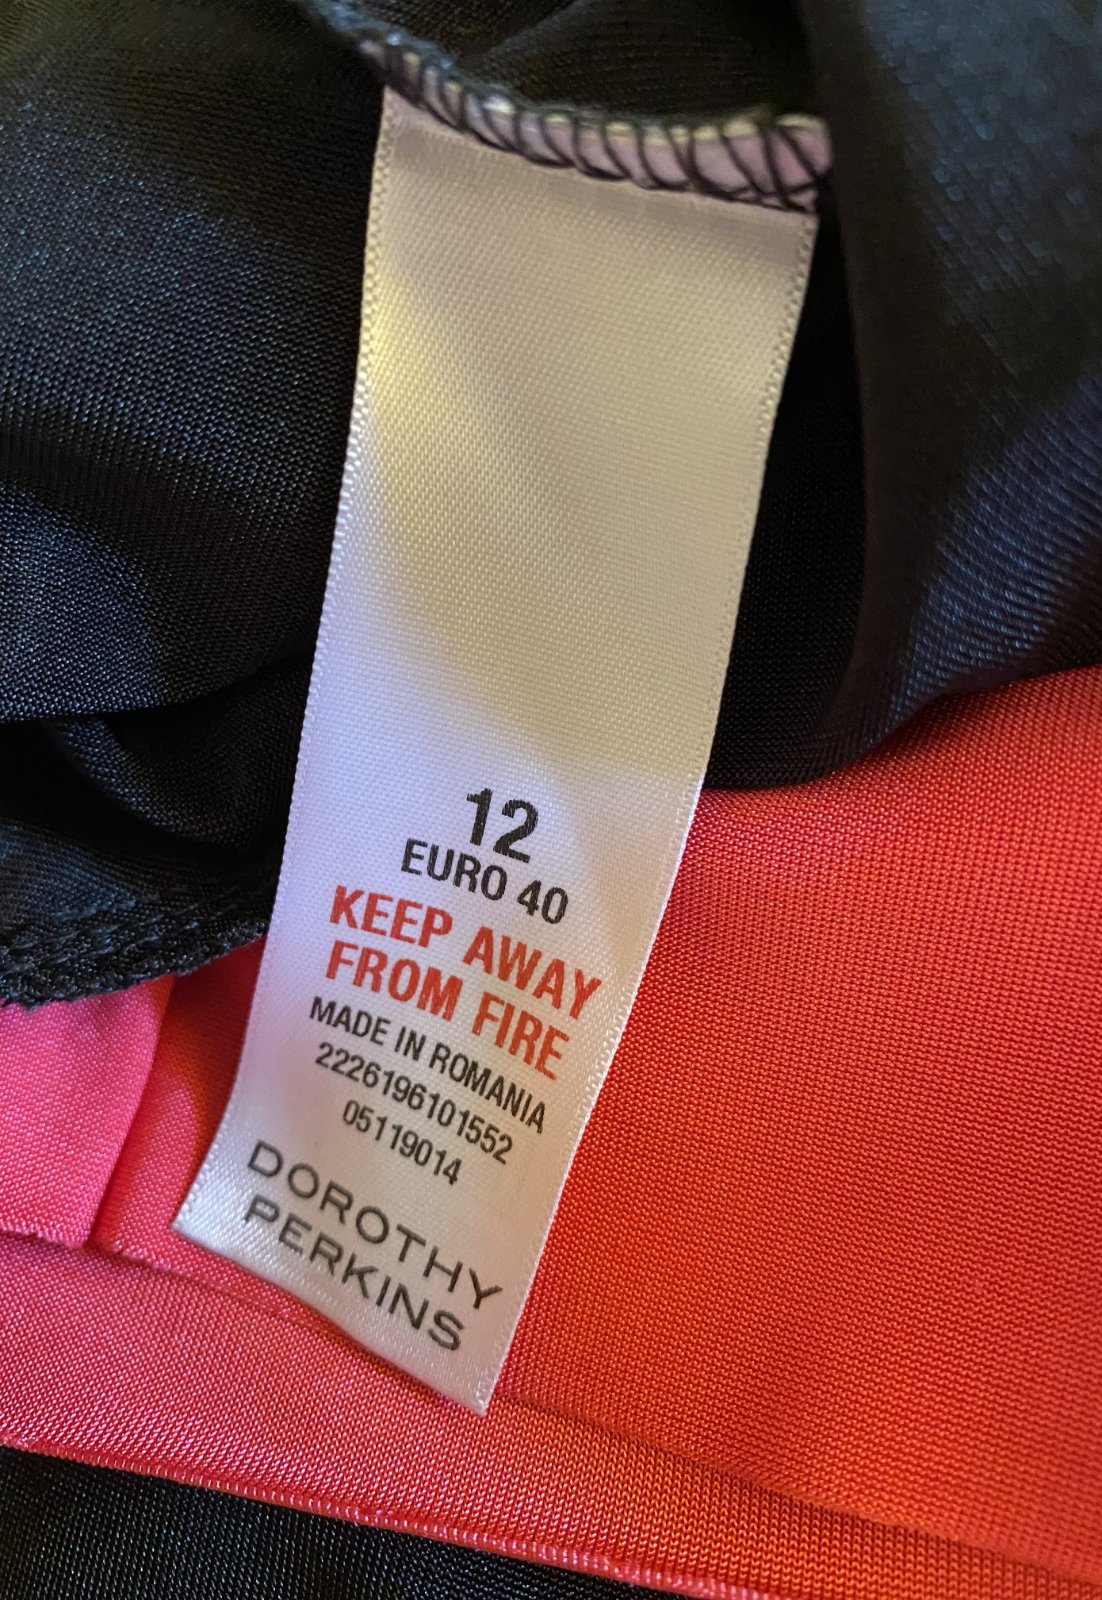 12
EURO 40
KEEP AWAY
FROM FIRE
MADE IN ROMANIA
2226196101552
05119014
DOROTHY
PERKINS